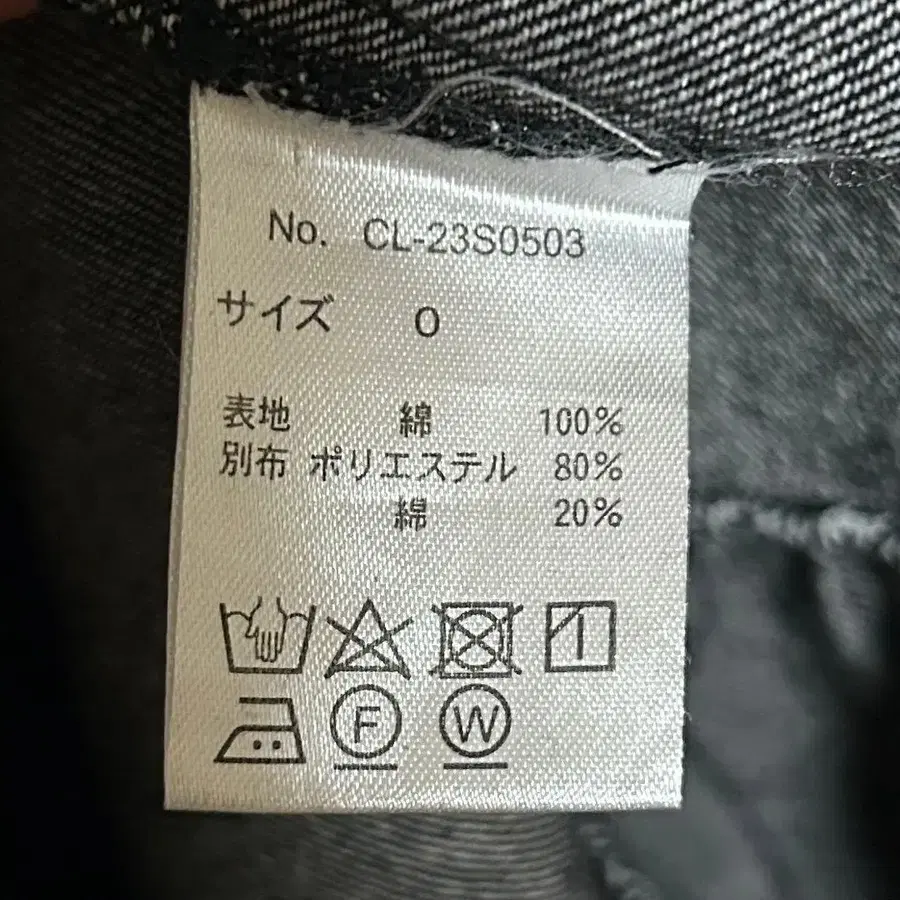 No. CL-23S0503
サイズ 0
表地 綿 100%
別布 ポリエステル 80%
綿 20%
F W